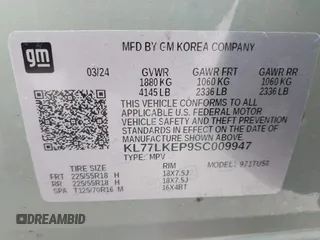 gm
MFD BY GM KOREA COMPANY
03/24 GVWR GAWR FRT GAWR RR
1880 KG 1060 KG 1060 KG
4145 LB 2336 LB 2336 LB
THIS VEHICLE CONFORMS TO ALL
APPLICABLE U.S. FEDERAL MOTOR
VEHICLE SAFETY AND THEFT PREVENTION
STANDARDS IN EFFECT ON THE DATE OF
MANUFACTURE SHOWN ABOVE.
KL77LKEP9SC009947
TYPE: MPV
TIRE SIZE RIM
FRT 225/55R18 H 18X7.5J
RR 225/55R18 H 18X7.5J
SPA T125/70R16 M 16X4BT
© DREAMBID